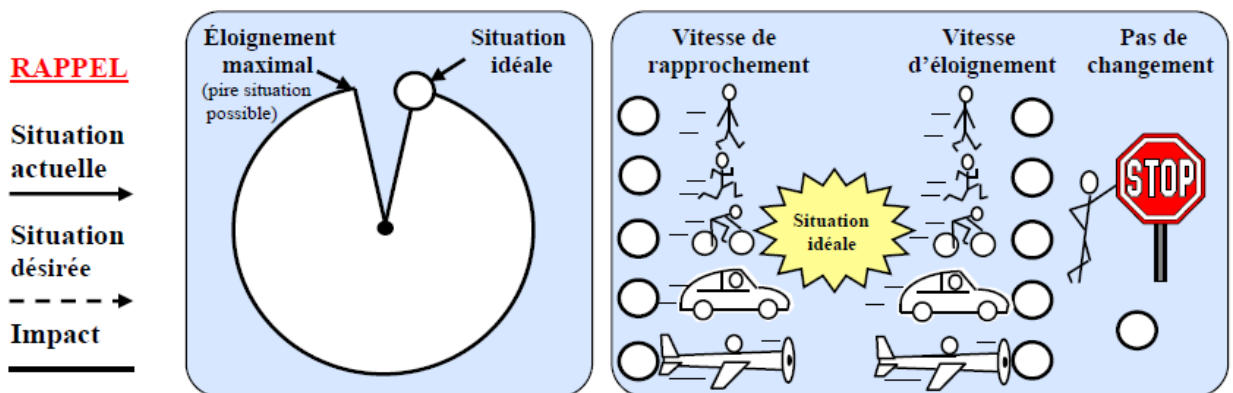 RAPPEL
Situation
actuelle
Situation
désirée
Impact
Éloignement
maximal
(pire situation
possible)
Situation
idéale
Vitesse de
rapprochement
Vitesse
d’éloignement
Pas de
changement
Situation
idéale
STOP